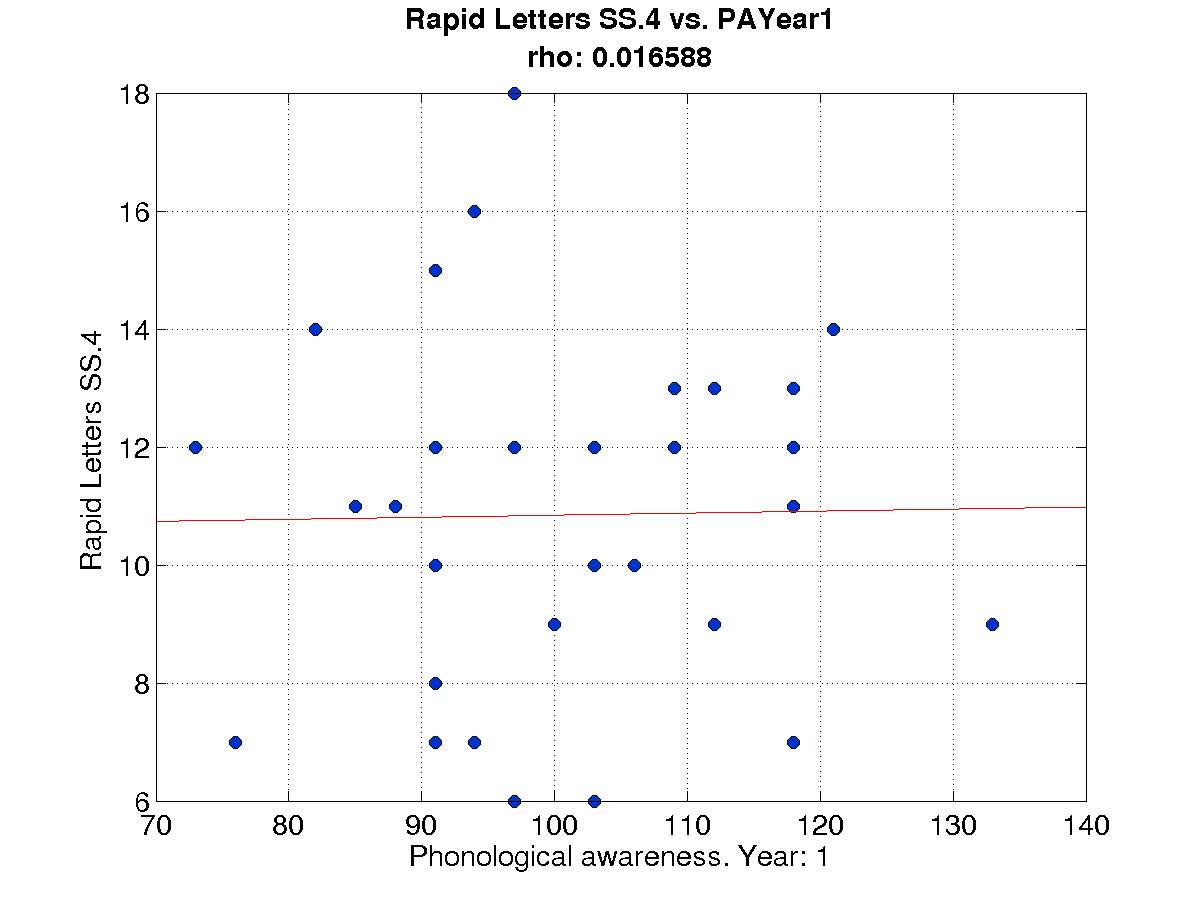 Rapid Letters SS.4 vs. PAYear1
rho: 0.016588
18
16
14
12
10
8
6
Rapid Letters SS.4
70 80 90 100 110 120 130 140
Phonological awareness. Year: 1